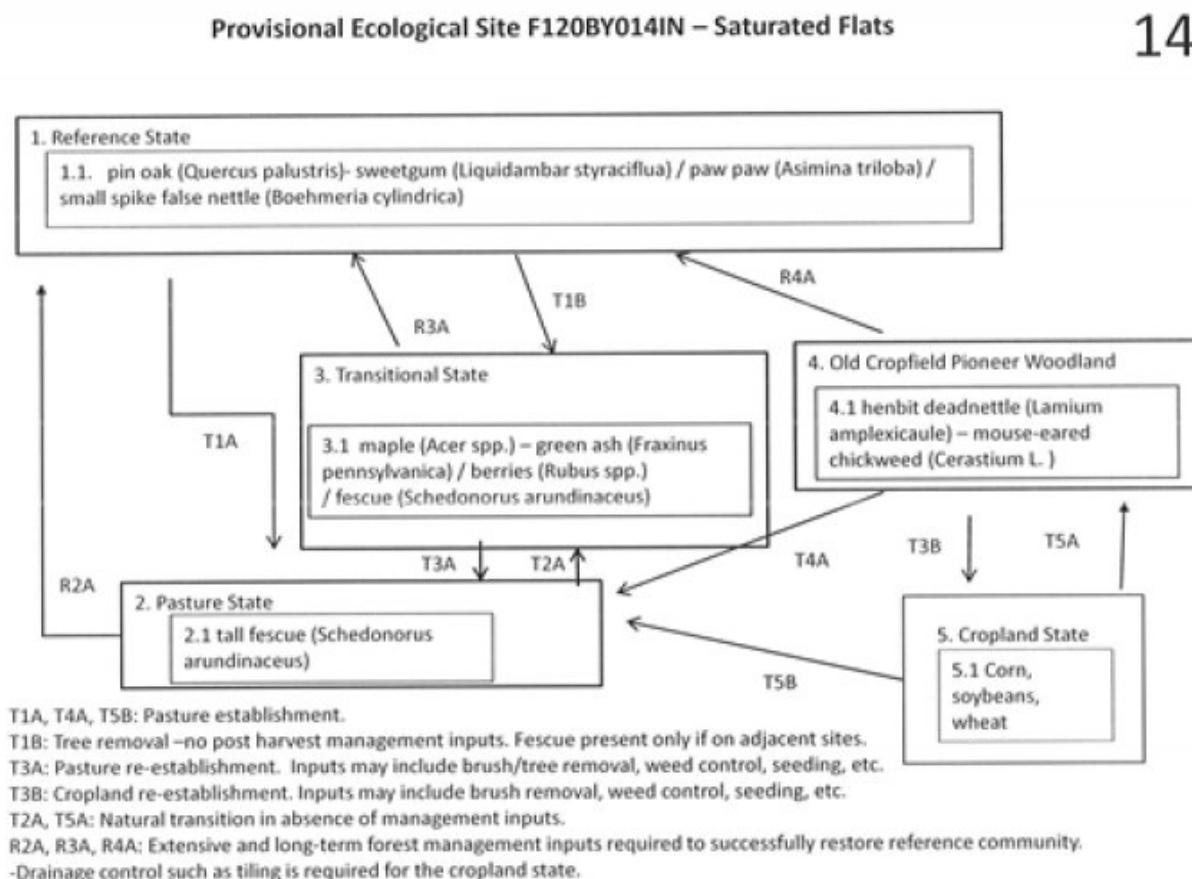 Provisional Ecological Site F120BY014IN – Saturated Flats
14
1. Reference State
1.1. pin oak (Quercus palustris)- sweetgum (Liquidambar styraciflua) / paw paw (Asimina triloba) /
small spike false nettle (Boehmeria cylindrica)
R3A
T1B
R4A
T1A
3. Transitional State
3.1 maple (Acer spp.) – green ash (Fraxinus
pennsylvanica) / berries (Rubus spp.)
/ fescue (Schedonorus arundinaceus)
4. Old Cropfield Pioneer Woodland
4.1 henbit deadnettle (Lamium
amplexicaule) – mouse-eared
chickweed (Cerastium L. )
T3A
T2A
T4A
T3B
T5A
R2A
2. Pasture State
2.1 tall fescue (Schedonorus
arundinaceus)
T5B
5. Cropland State
5.1 Corn,
soybeans,
wheat
T1A, T4A, T5B: Pasture establishment.
T1B: Tree removal –no post harvest management inputs. Fescue present only if on adjacent sites.
T3A: Pasture re-establishment. Inputs may include brush/tree removal, weed control, seeding, etc.
T3B: Cropland re-establishment. Inputs may include brush removal, weed control, seeding, etc.
T2A, T5A: Natural transition in absence of management inputs.
R2A, R3A, R4A: Extensive and long-term forest management inputs required to successfully restore reference community.
-Drainage control such as tiling is required for the cropland state.